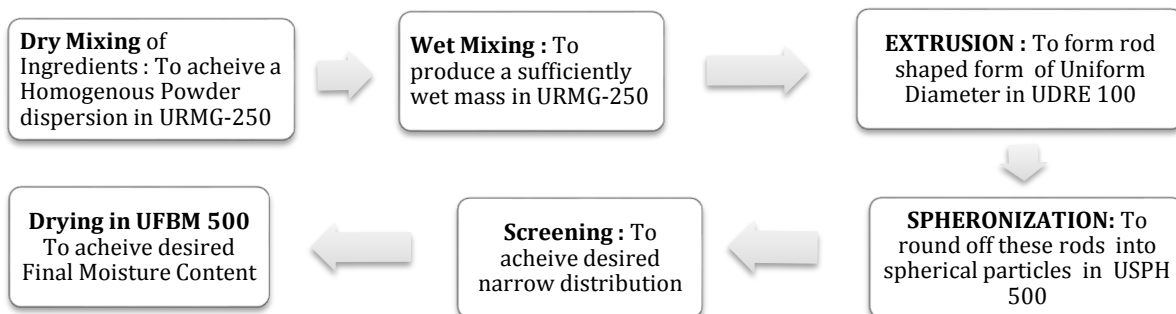 Dry Mixing of
Ingredients : To acheive a
Homogenous Powder
dispersion in URMG-250
Wet Mixing : To
produce a sufficiently
wet mass in URMG-250
EXTRUSION : To form rod
shaped form of Uniform
Diameter in UDRE 100
SPHERONIZATION: To
round off these rods into
spherical particles in USPH
500
Screening : To
acheive desired
narrow distribution
Drying in UFBM 500
To acheive desired
Final Moisture Content